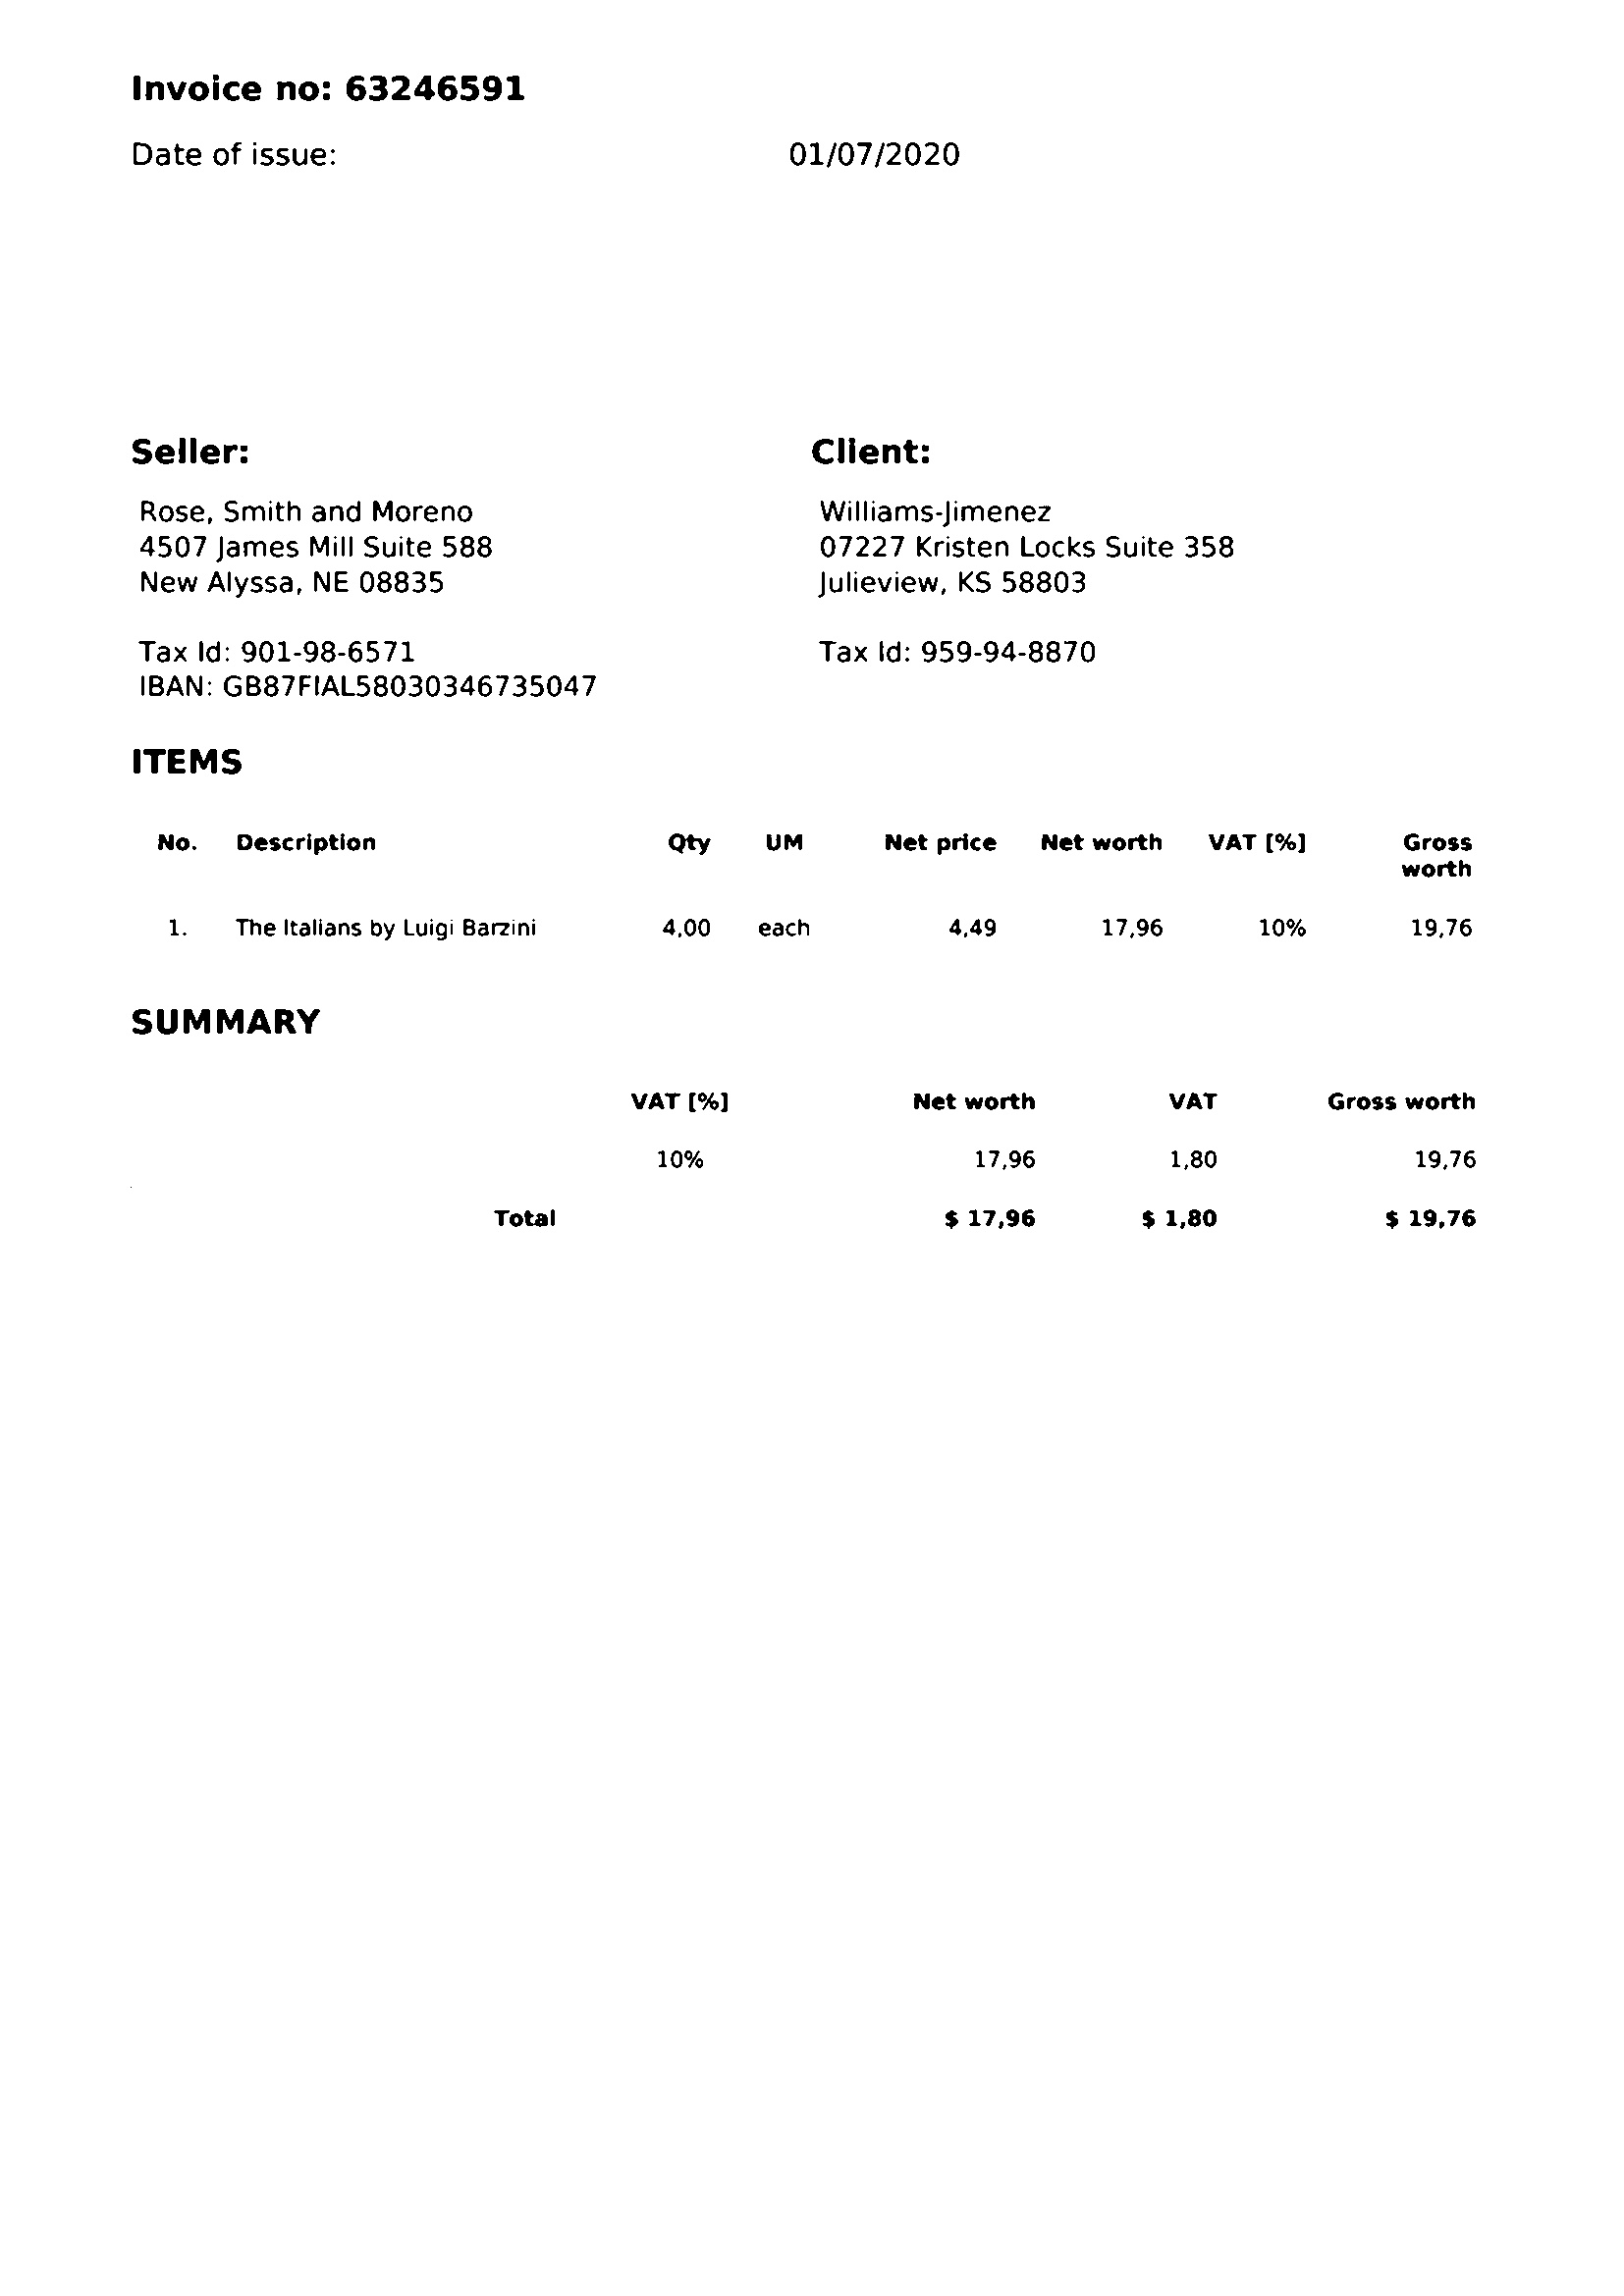 Invoice no: 63246591
Date of issue: 01/07/2020
Seller: Client:
Rose, Smith and Moreno Williams-Jimenez
4507 James Mill Suite 588 07227 Kristen Locks Suite 358
New Alyssa, NE 08835 Julieview, KS 58803
Tax Id: 901-98-6571 Tax Id: 959-94-8870
IBAN: GB87FIAL58030346735047
ITEMS
No. Description Qty UM Net price Net worth VAT [%] Gross
worth
1. The Italians by Luigi Barzini 4,00 each 4,49 17,96 10% 19,76
SUMMARY
VAT [%] Net worth VAT Gross worth
10% 17,96 1,80 19,76
Total $ 17,96 $ 1,80 $ 19,76